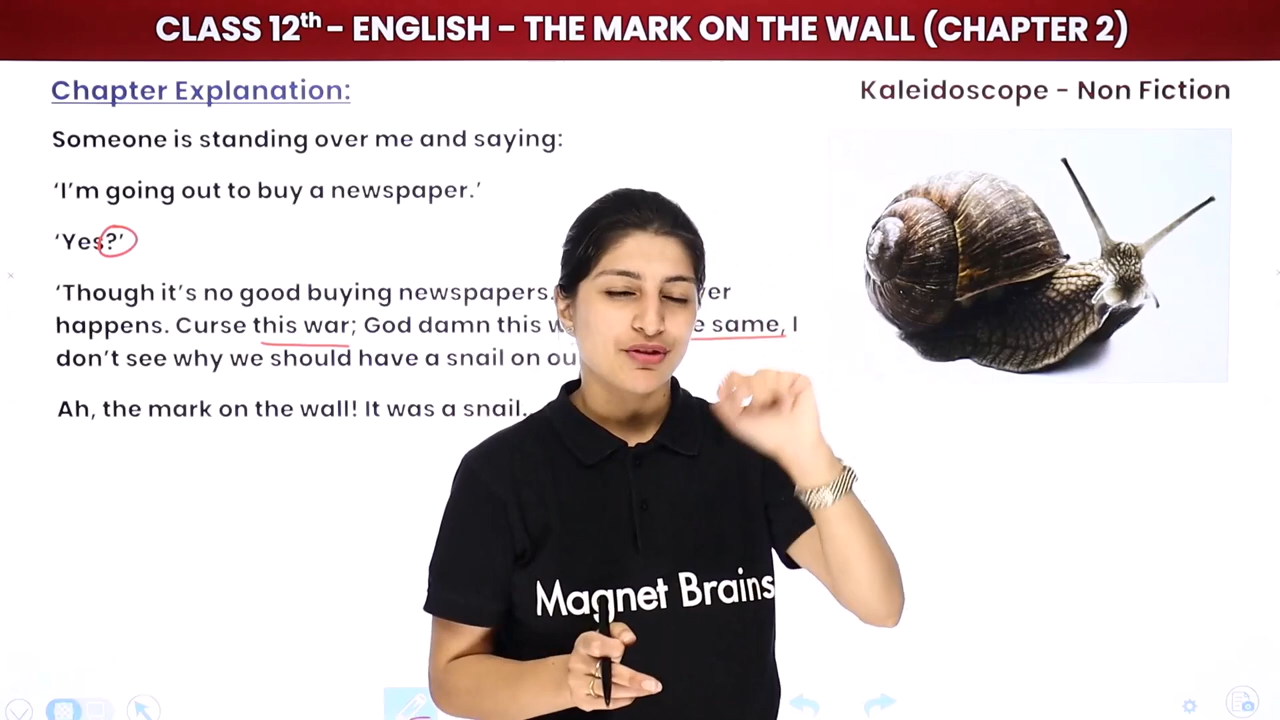 CLASS 12th – ENGLISH – THE MARK ON THE WALL (CHAPTER 2)
Chapter Explanation:
Kaleidoscope - Non Fiction
Someone is standing over me and saying:
‘I’m going out to buy a newspaper.’
‘Yes?’
‘Though it’s no good buying newspapers.
happens. Curse this war; God damn this same, I
don’t see why we should have a snail on
Ah, the mark on the wall! It was a snail.
Magnet Brains